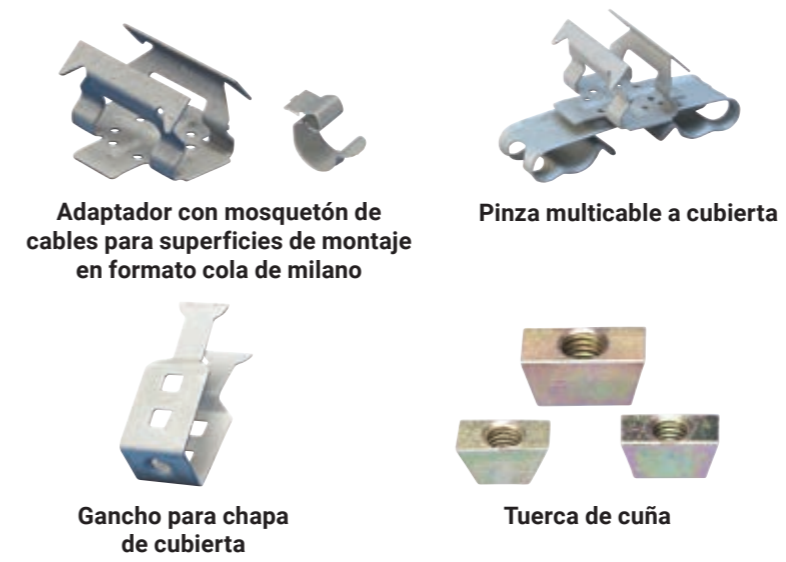 Adaptador con mosquetón de
cables para superficies de montaje
en formato cola de milano
Pinza multicable a cubierta
Gancho para chapa
de cubierta
Tuerca de cuña